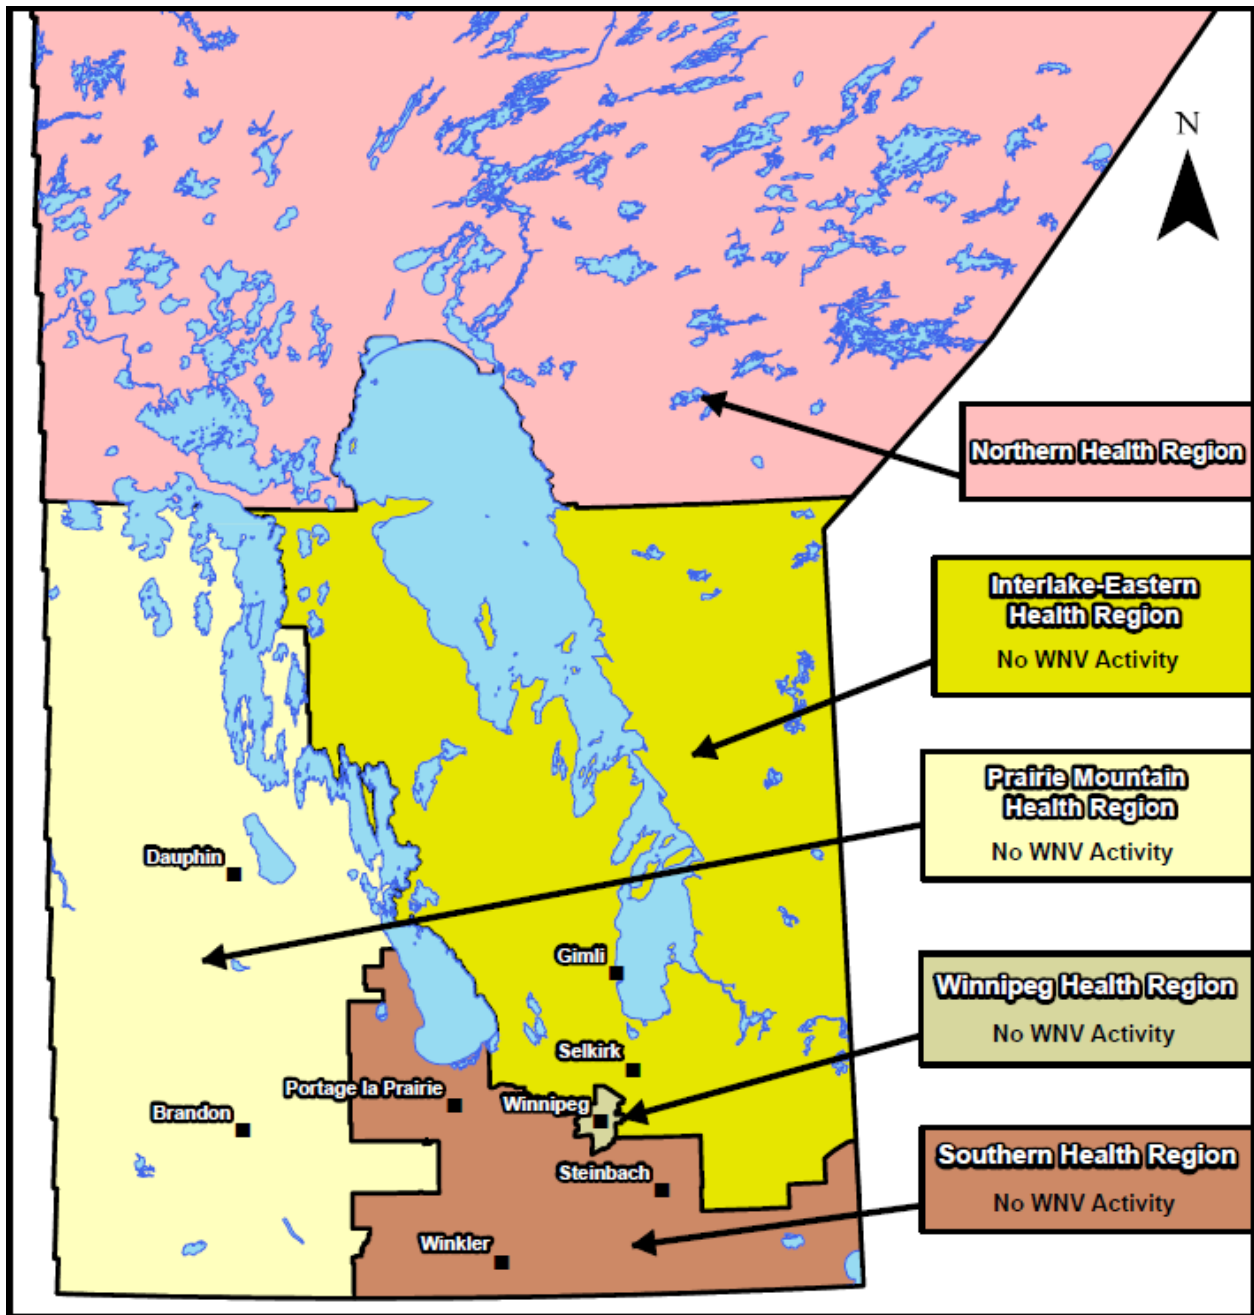 N
Northern Health Region
Interlake-Eastern
Health Region
No WNV Activity
Prairie Mountain
Health Region
No WNV Activity
Dauphin
Gimli
Winnipeg Health Region
No WNV Activity
Selkirk
Portage la Prairie
Winnipeg
Brandon
Southern Health Region
No WNV Activity
Steinbach
Winkler